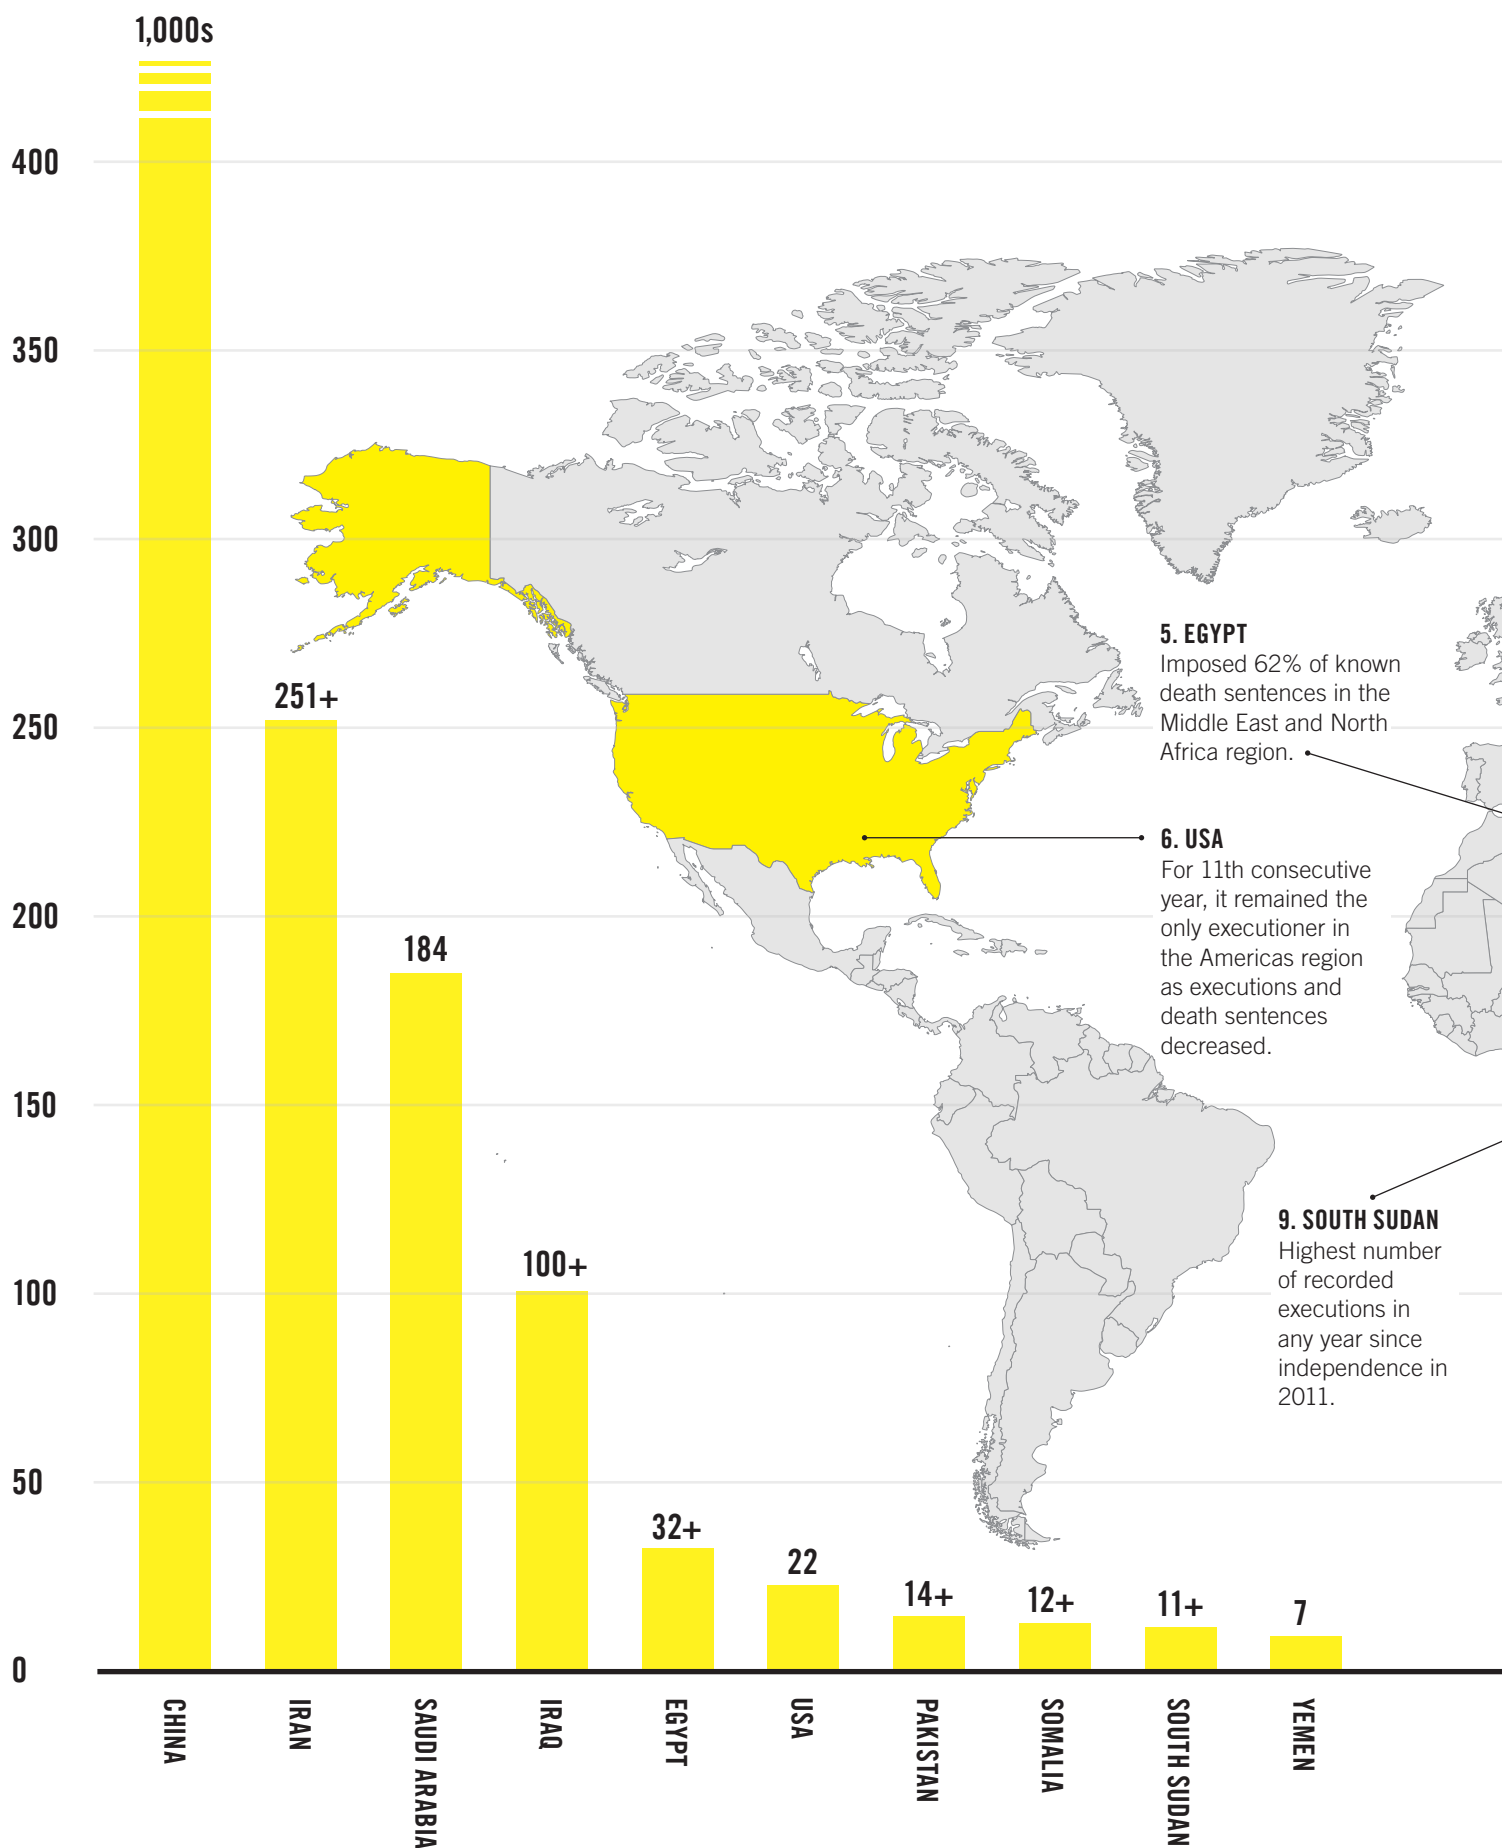 1,000s
400
350
300
250
200
150
100
50
0
251+
184
100+
32+
22
14+
12+
11+
7
5. EGYPT
Imposed 62% of known
death sentences in the
Middle East and North
Africa region.
6. USA
For 11th consecutive
year, it remained the
only executioner in
the Americas region
as executions and
death sentences
decreased.
9. SOUTH SUDAN
Highest number
of recorded
executions in
any year since
independence in
2011.
CHINA
IRAN
SAUDI ARABIA
IRAQ
EGYPT
USA
PAKISTAN
SOMALIA
SOUTH SUDAN
YEMEN